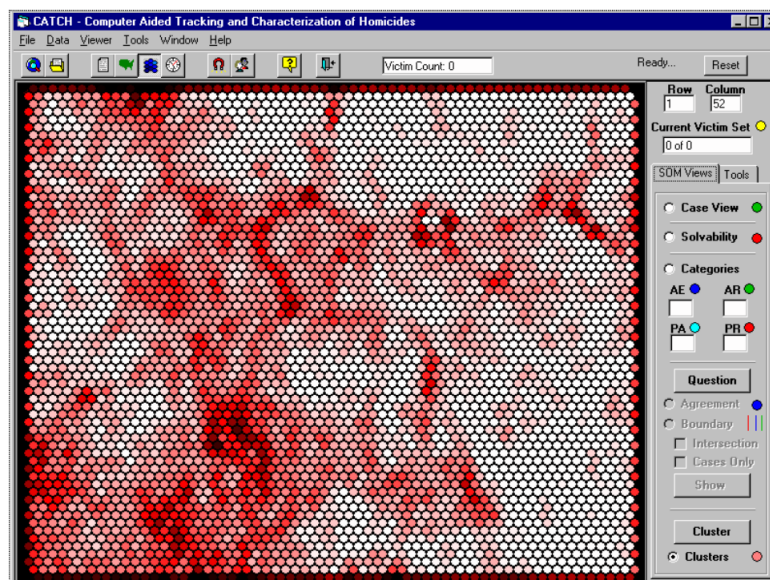 CATCH - Computer Aided Tracking and Characterization of Homicides
File Data Viewer Tools Window Help
Victim Count: 0
Ready...
Reset
Row Column
1 52
Current Victim Set
0 of 0
SOM Views Tools
Case View
Solvability
Categories
AE AR
PA PR
Question
Agreement
Boundary
Intersection
Cases Only
Show
Cluster
Clusters